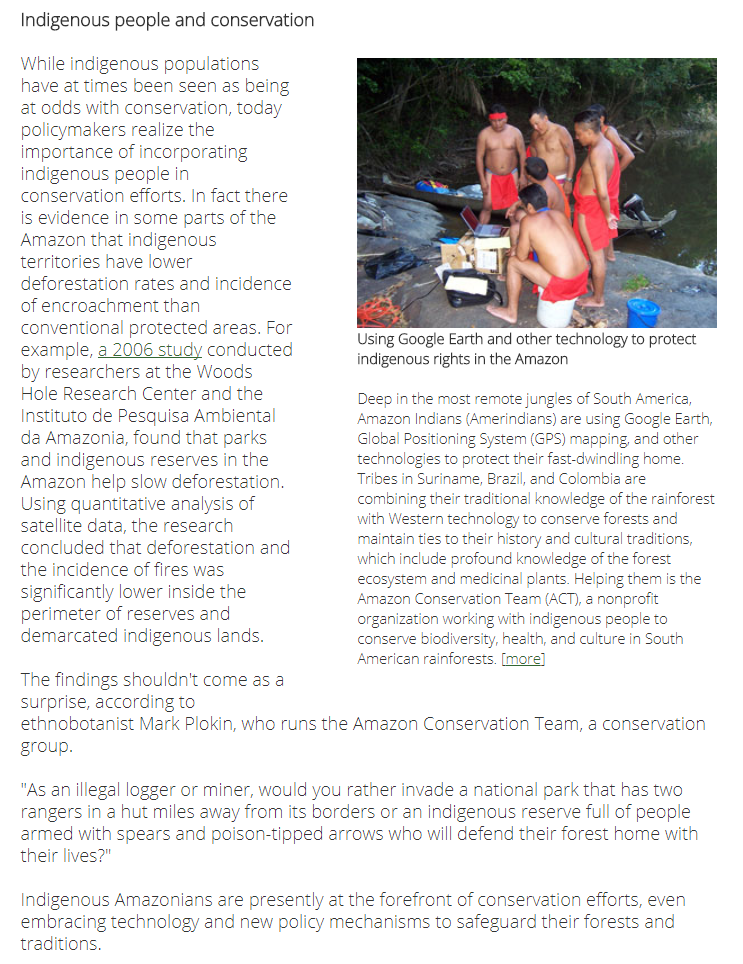 Indigenous people and conservation
While indigenous populations
have at times been seen as being
at odds with conservation, today
policymakers realize the
importance of incorporating
indigenous people in
conservation efforts. In fact there
is evidence in some parts of the
Amazon that indigenous
territories have lower
deforestation rates and incidence
of encroachment than
conventional protected areas. For
example, a 2006 study conducted
by researchers at the Woods
Hole Research Center and the
Instituto de Pesquisa Ambiental
da Amazonia, found that parks
and indigenous reserves in the
Amazon help slow deforestation.
Using quantitative analysis of
satellite data, the research
concluded that deforestation and
the incidence of fires was
significantly lower inside the
perimeter of reserves and
demarcated indigenous lands.
Using Google Earth and other technology to protect
indigenous rights in the Amazon
Deep in the most remote jungles of South America,
Amazon Indians (Amerindians) are using Google Earth,
Global Positioning System (GPS) mapping, and other
technologies to protect their fast-dwindling home.
Tribes in Suriname, Brazil, and Colombia are
combining their traditional knowledge of the rainforest
with Western technology to conserve forests and
maintain ties to their history and cultural traditions,
which include profound knowledge of the forest
ecosystem and medicinal plants. Helping them is the
Amazon Conservation Team (ACT), a nonprofit
organization working with indigenous people to
conserve biodiversity, health, and culture in South
American rainforests. [more]
The findings shouldn't come as a
surprise, according to
ethnobotanist Mark Plokin, who runs the Amazon Conservation Team, a conservation
group.
"As an illegal logger or miner, would you rather invade a national park that has two
rangers in a hut miles away from its borders or an indigenous reserve full of people
armed with spears and poison-tipped arrows who will defend their forest home with
their lives?"
Indigenous Amazonians are presently at the forefront of conservation efforts, even
embracing technology and new policy mechanisms to safeguard their forests and
traditions.